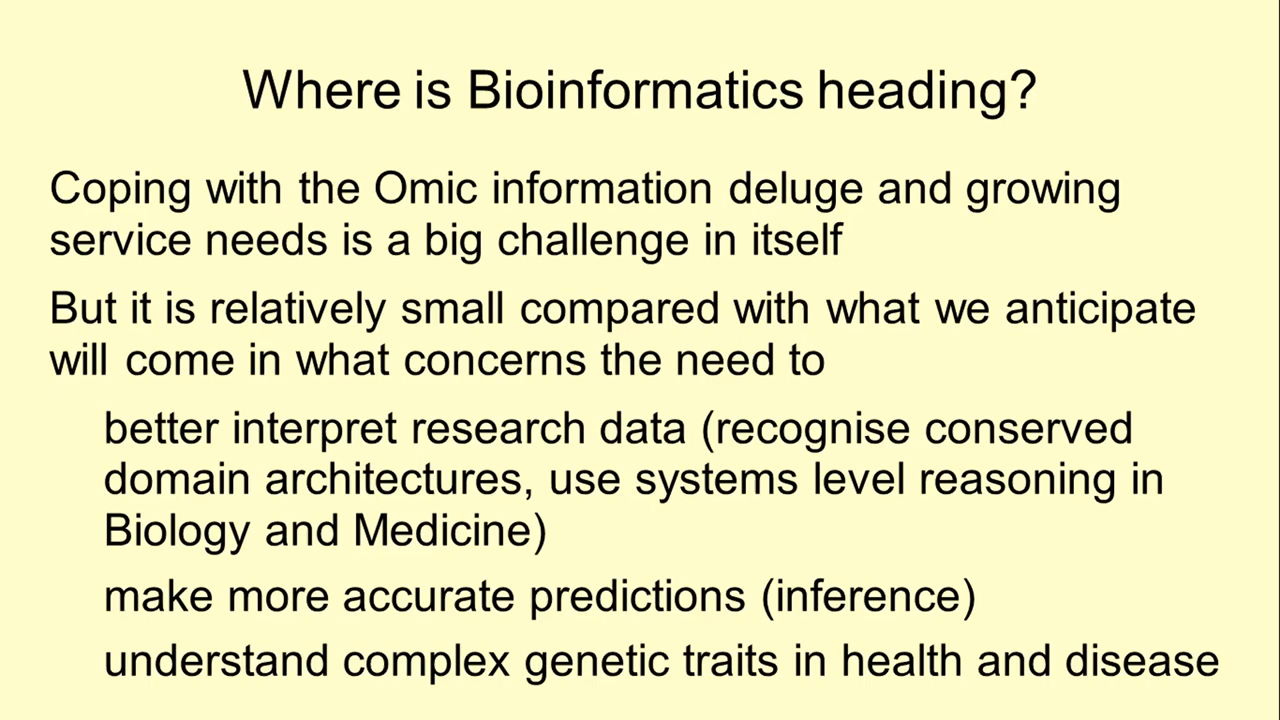 Where is Bioinformatics heading?
Coping with the Omic information deluge and growing
service needs is a big challenge in itself
But it is relatively small compared with what we anticipate
will come in what concerns the need to
better interpret research data (recognise conserved
domain architectures, use systems level reasoning in
Biology and Medicine)
make more accurate predictions (inference)
understand complex genetic traits in health and disease